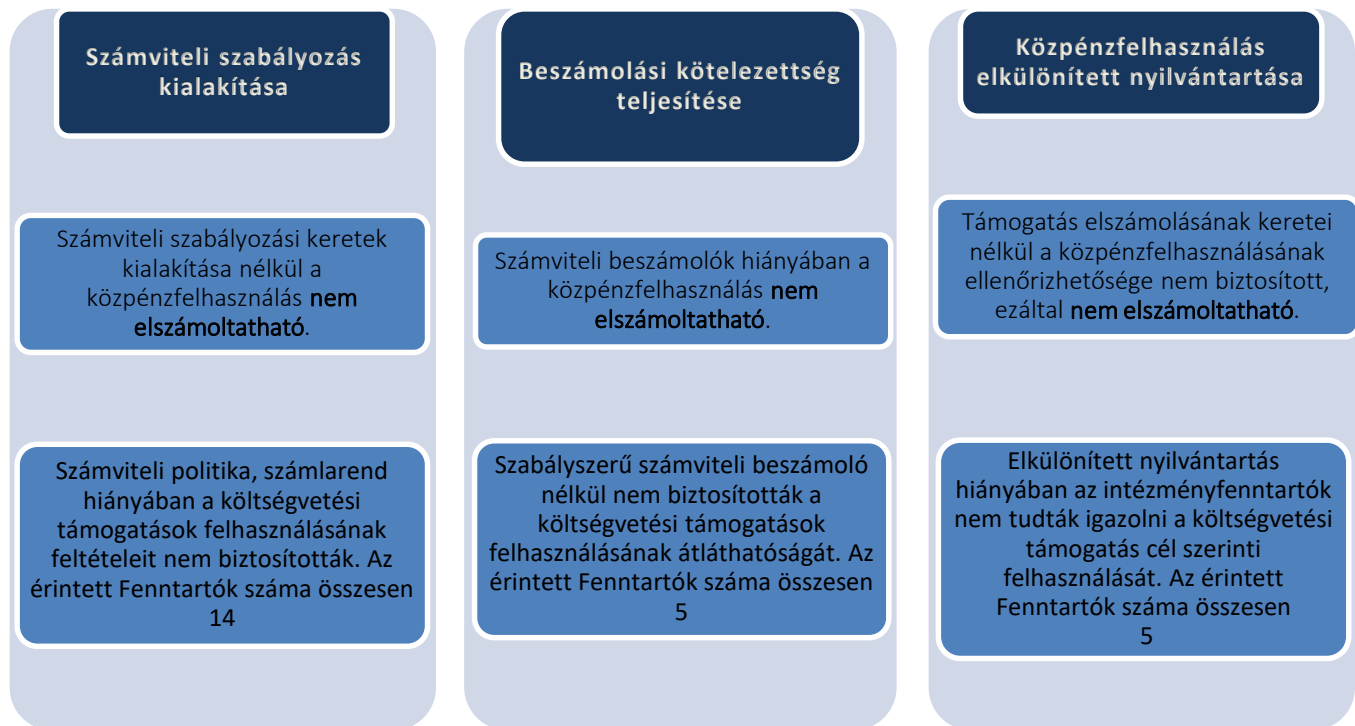 Számviteli szabályozás
kialakítása
Számviteli szabályozási keretek
kialakítása nélkül a
közpénzfelhasználás nem
elszámoltatható.
Számviteli politika, számlarend
hiányában a költségvetési
támogatások felhasználásának
feltételeit nem biztosították. Az
érintett Fenntartók száma összesen
14
Beszámolási kötelezettség
teljesítése
Számviteli beszámolók hiányában a
közpénzfelhasználás nem
elszámoltatható.
Szabályszerű számviteli beszámoló
nélkül nem biztosították a
költségvetési támogatások
felhasználásának átláthatóságát. Az
érintett Fenntartók száma összesen
5
Közpénzfelhasználás
elkülönített nyilvántartása
Támogatás elszámolásának keretei
nélkül a közpénzfelhasználásának
ellenőrizhetősége nem biztosított,
ezáltal nem elszámoltatható.
Elkülönített nyilvántartás
hiányában az intézményfenntartók
nem tudták igazolni a költségvetési
támogatás cél szerinti
felhasználását. Az érintett
Fenntartók száma összesen
5